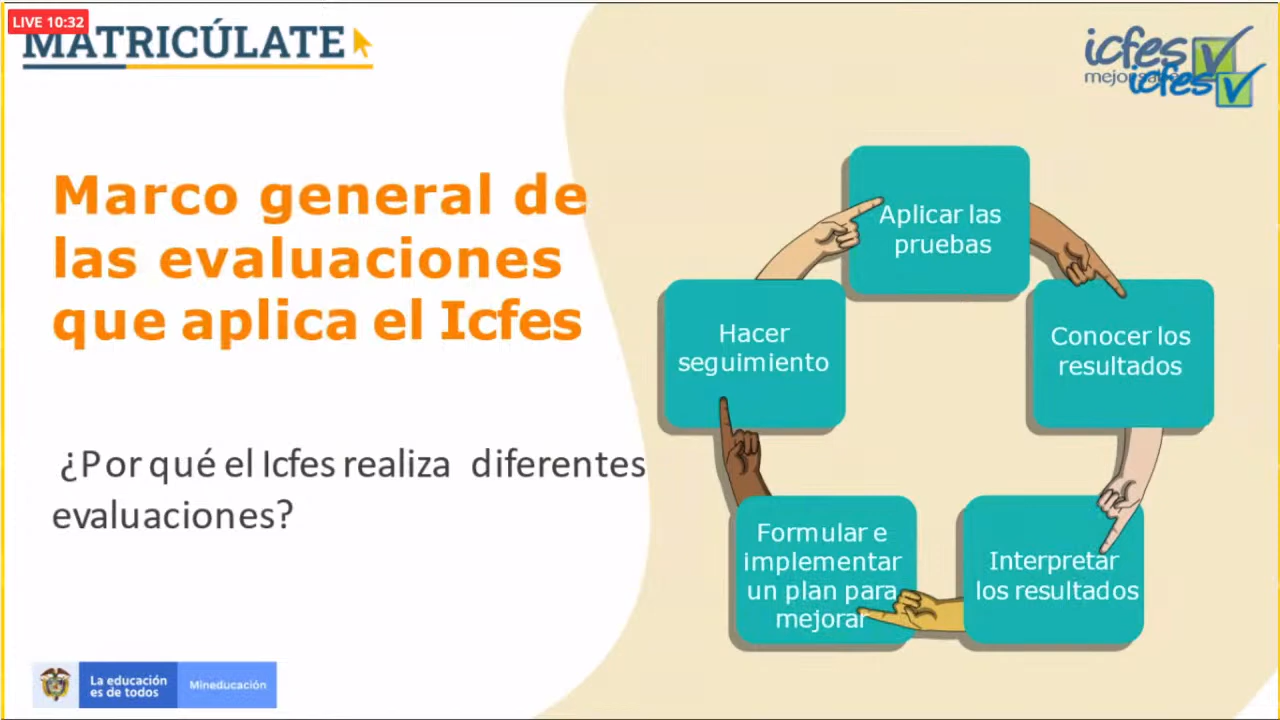 LIVE 10:32
MATRICÚLATE
icfes
icfes
Marco general de
las evaluaciones
que aplica el Icfes
¿Por qué el Icfes realiza diferentes
evaluaciones?
Aplicar las
pruebas
Conocer los
resultados
Interpretar
los resultados
Formular e
implementar
un plan para
mejorar
Hacer
seguimiento
La educación
es de todos
Mineducación